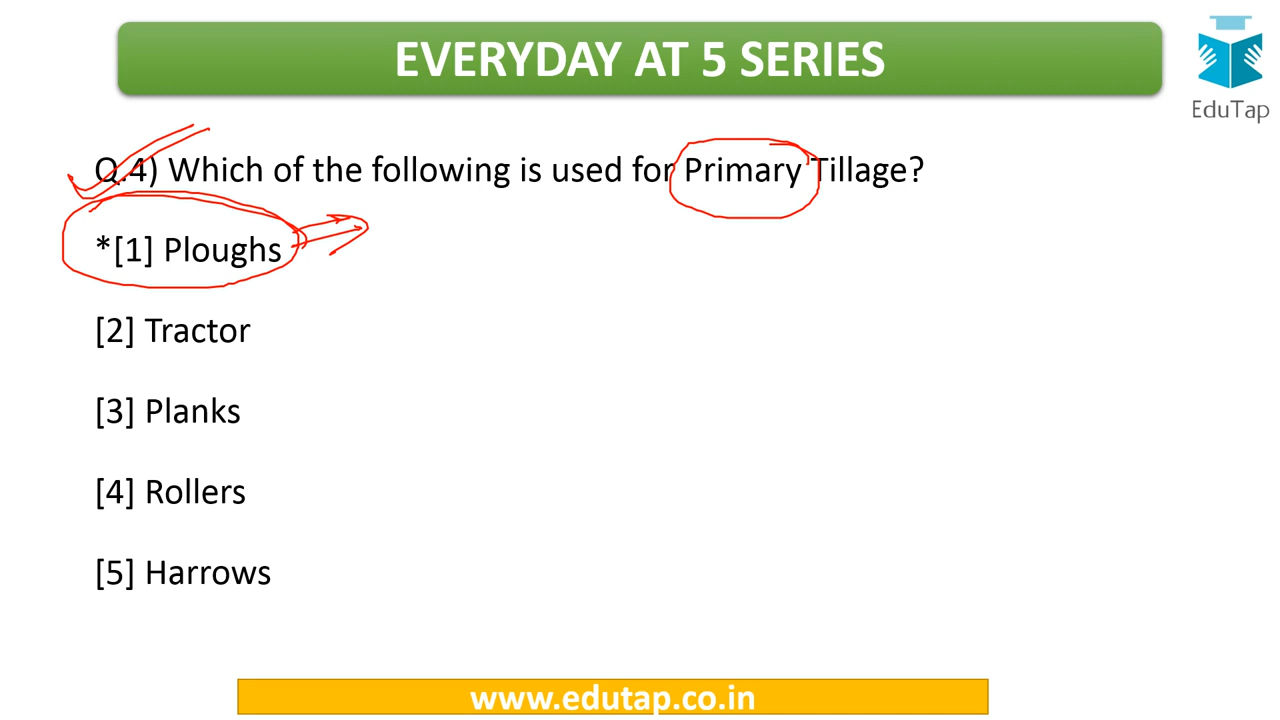 EVERYDAY AT 5 SERIES
EduTap
Q.4) Which of the following is used for Primary Tillage?
*[1] Ploughs
[2] Tractor
[3] Planks
[4] Rollers
[5] Harrows
www.edutap.co.in